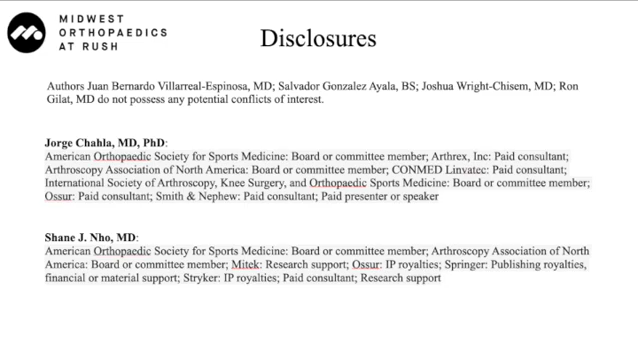 MIDWEST
ORTHOPAEDICS
AT RUSH
Disclosures
Authors Juan Bernardo Villarreal-Espinosa, MD; Salvador Gonzalez Ayala, BS; Joshua Wright-Chisem, MD; Ron
Gilat, MD do not possess any potential conflicts of interest.
Jorge Chahla, MD, PhD:
American Orthopaedic Society for Sports Medicine: Board or committee member; Arthrex, Inc: Paid consultant;
Arthroscopy Association of North America: Board or committee member; CONMED Linvatec: Paid consultant;
International Society of Arthroscopy, Knee Surgery, and Orthopaedic Sports Medicine: Board or committee member;
Ossur: Paid consultant; Smith & Nephew: Paid consultant; Paid presenter or speaker
Shane J. Nho, MD:
American Orthopaedic Society for Sports Medicine: Board or committee member; Arthroscopy Association of North
America: Board or committee member; Mitek: Research support; Ossur: IP royalties; Springer: Publishing royalties,
financial or material support; Stryker: IP royalties; Paid consultant; Research support